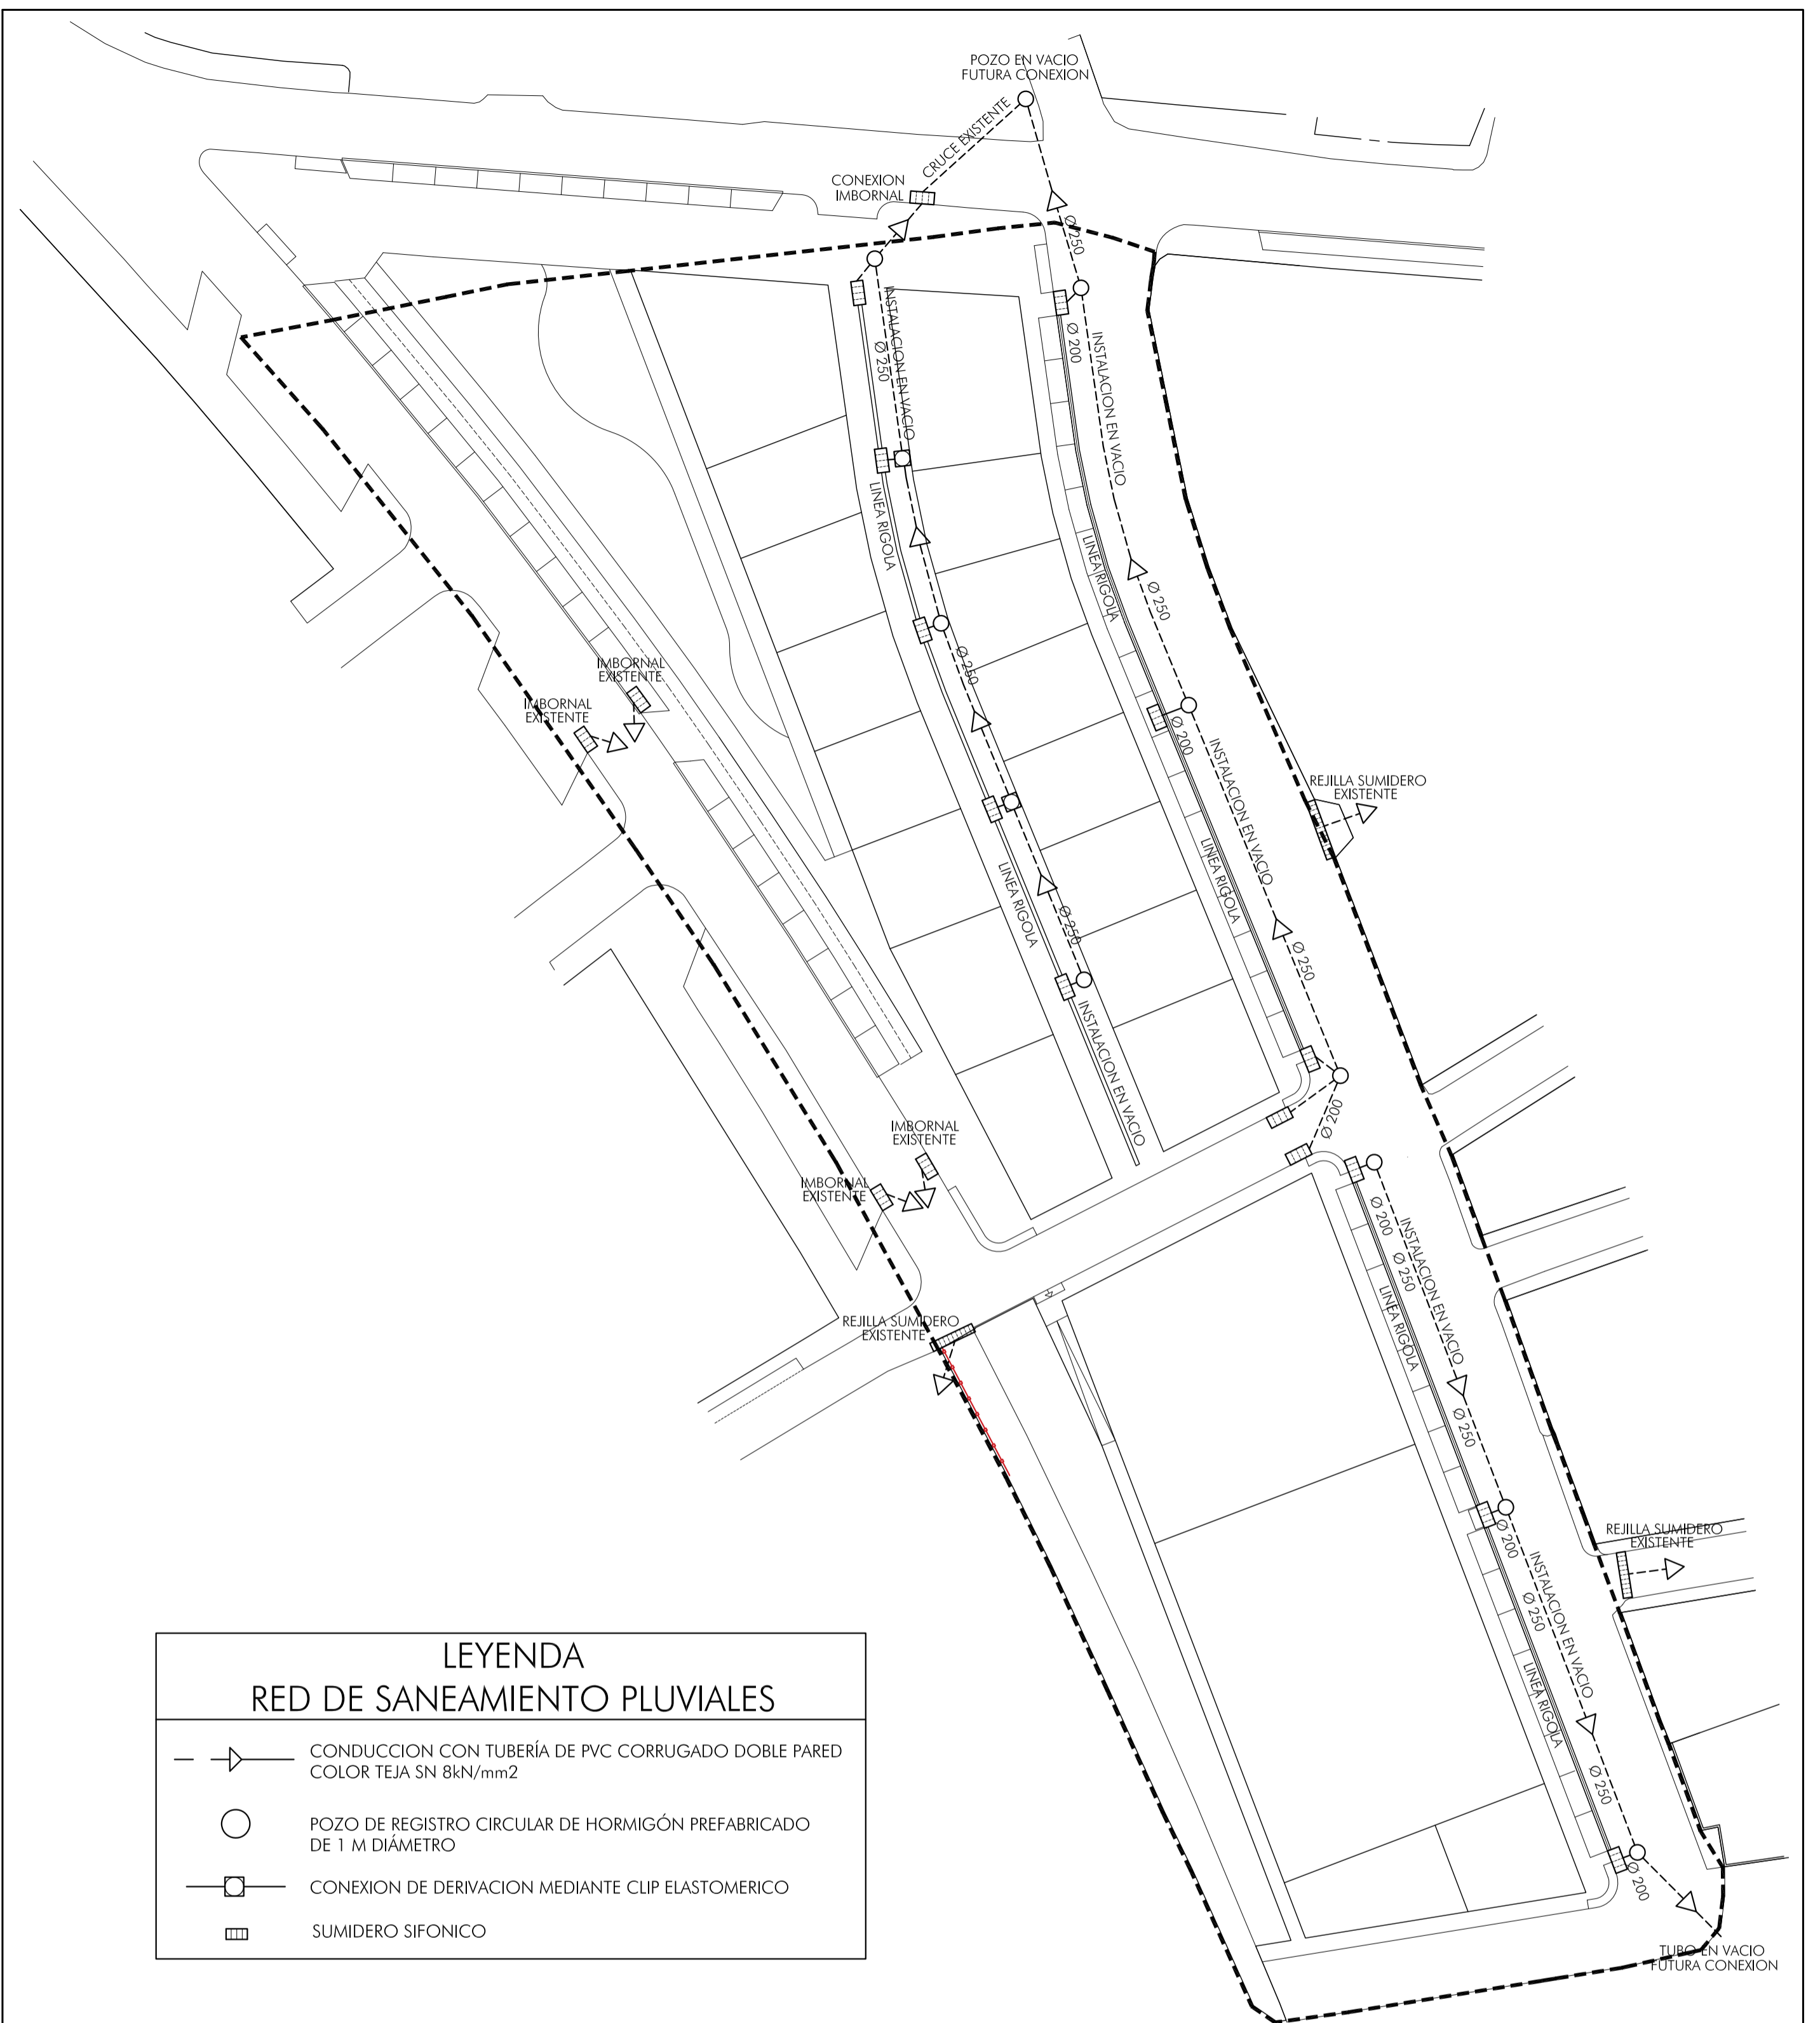 POZO EN VACIO
FUTURA CONEXION
CRUCE EXISTENTE
CONEXION
IMBORNAL
Ø 250
INSTALACION EN VACIO
Ø 250
Ø 200
INSTALACION EN VACIO
LINEA RIGOLA
LINEA RIGOLA
Ø 250
Ø 250
IMBORNAL
EXISTENTE
IMBORNAL
EXISTENTE
Ø 200
INSTALACION EN VACIO
REJILLA SUMIDERO
EXISTENTE
LINEA RIGOLA
LINEA RIGOLA
Ø 250
Ø 250
INSTALACION EN VACIO
Ø 200
IMBORNAL
EXISTENTE
IMBORNAL
EXISTENTE
Ø 200
INSTALACION EN VACIO
Ø 250
LINEA RIGOLA
REJILLA SUMIDERO
EXISTENTE
Ø 250
Ø 200
REJILLA SUMIDERO
EXISTENTE
INSTALACION EN VACIO
Ø 250
LINEA RIGOLA
Ø 250
Ø 200
TUBO EN VACIO
FUTURA CONEXION
LEYENDA
RED DE SANEAMIENTO PLUVIALES
CONDUCCION CON TUBERÍA DE PVC CORRUGADO DOBLE PARED
COLOR TEJA SN 8kN/mm2
POZO DE REGISTRO CIRCULAR DE HORMIGÓN PREFABRICADO
DE 1 M DIÁMETRO
CONEXION DE DERIVACION MEDIANTE CLIP ELASTOMERICO
SUMIDERO SIFONICO